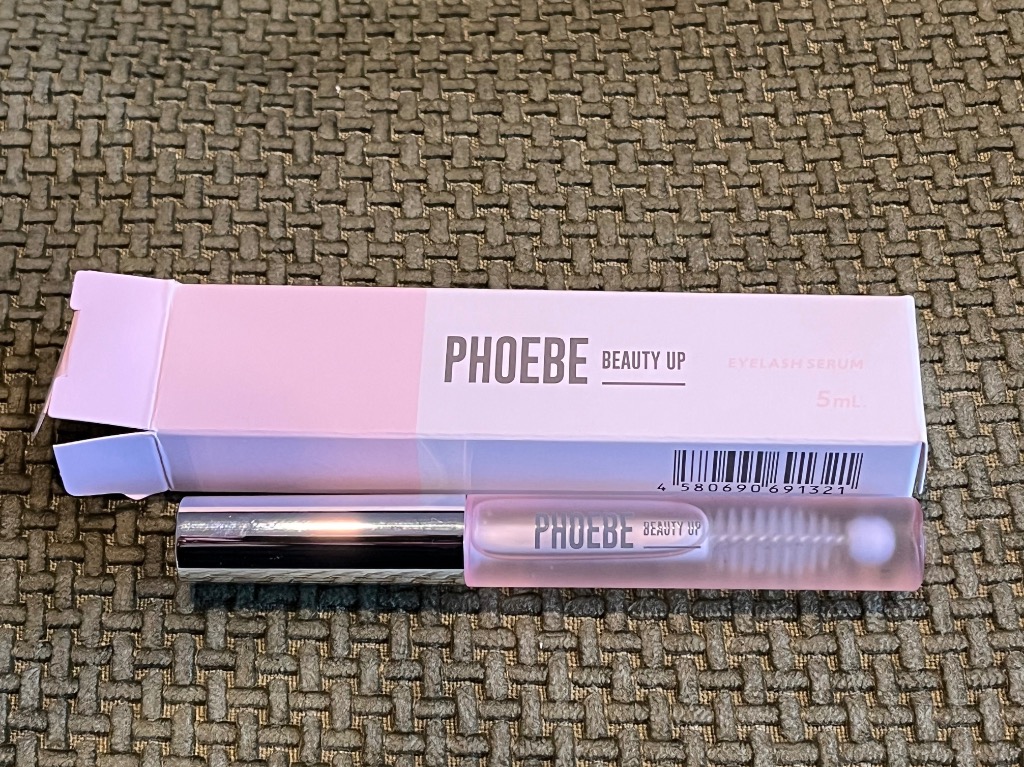 PHOEBE BEAUTY UP
EYELASH SERUM
5mL
4 580690 691321
PHOEBE BEAUTY UP